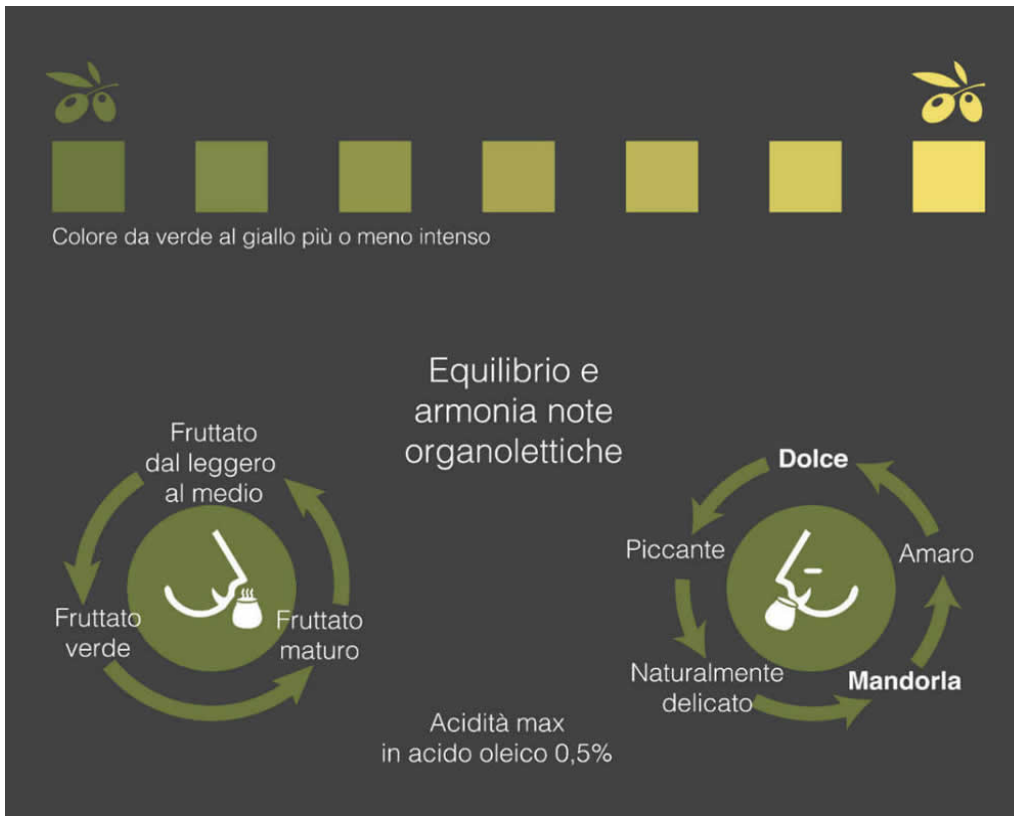 Colore da verde al giallo più o meno intenso
Equilibrio e
armonia note
organolettiche
Fruttato
dal leggero
al medio
Fruttato
verde
Fruttato
maturo
Dolce
Piccante
Amaro
Naturalmente
delicato
Mandorla
Acidità max
in acido oleico 0,5%